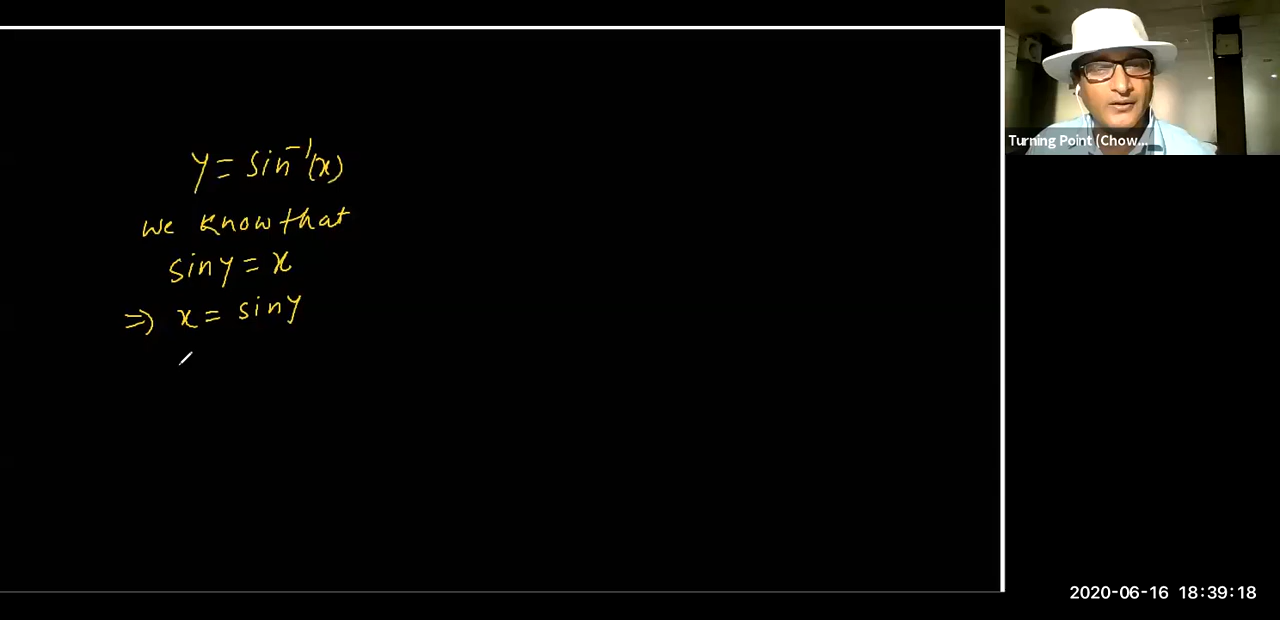 y = sin⁻¹(x)
we know that
sin y = x
⇒ x = sin y
Turning Point (Chow...
2020-06-16 18:39:18